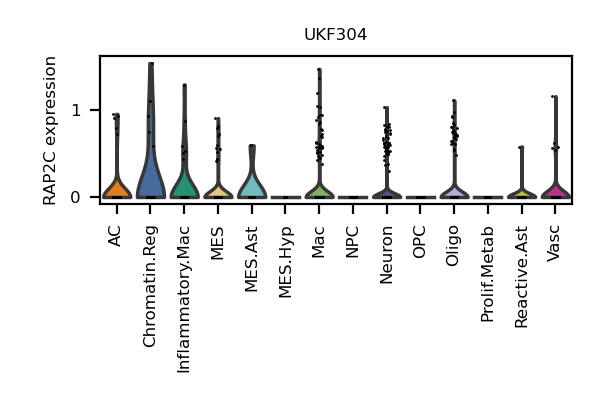 UKF304
RAP2C expression
1
0
AC
Chromatin.Reg
Inflammatory.Mac
MES
MES.Ast
MES.Hyp
Mac
NPC
Neuron
OPC
Oligo
Prolif.Metab
Reactive.Ast
Vasc